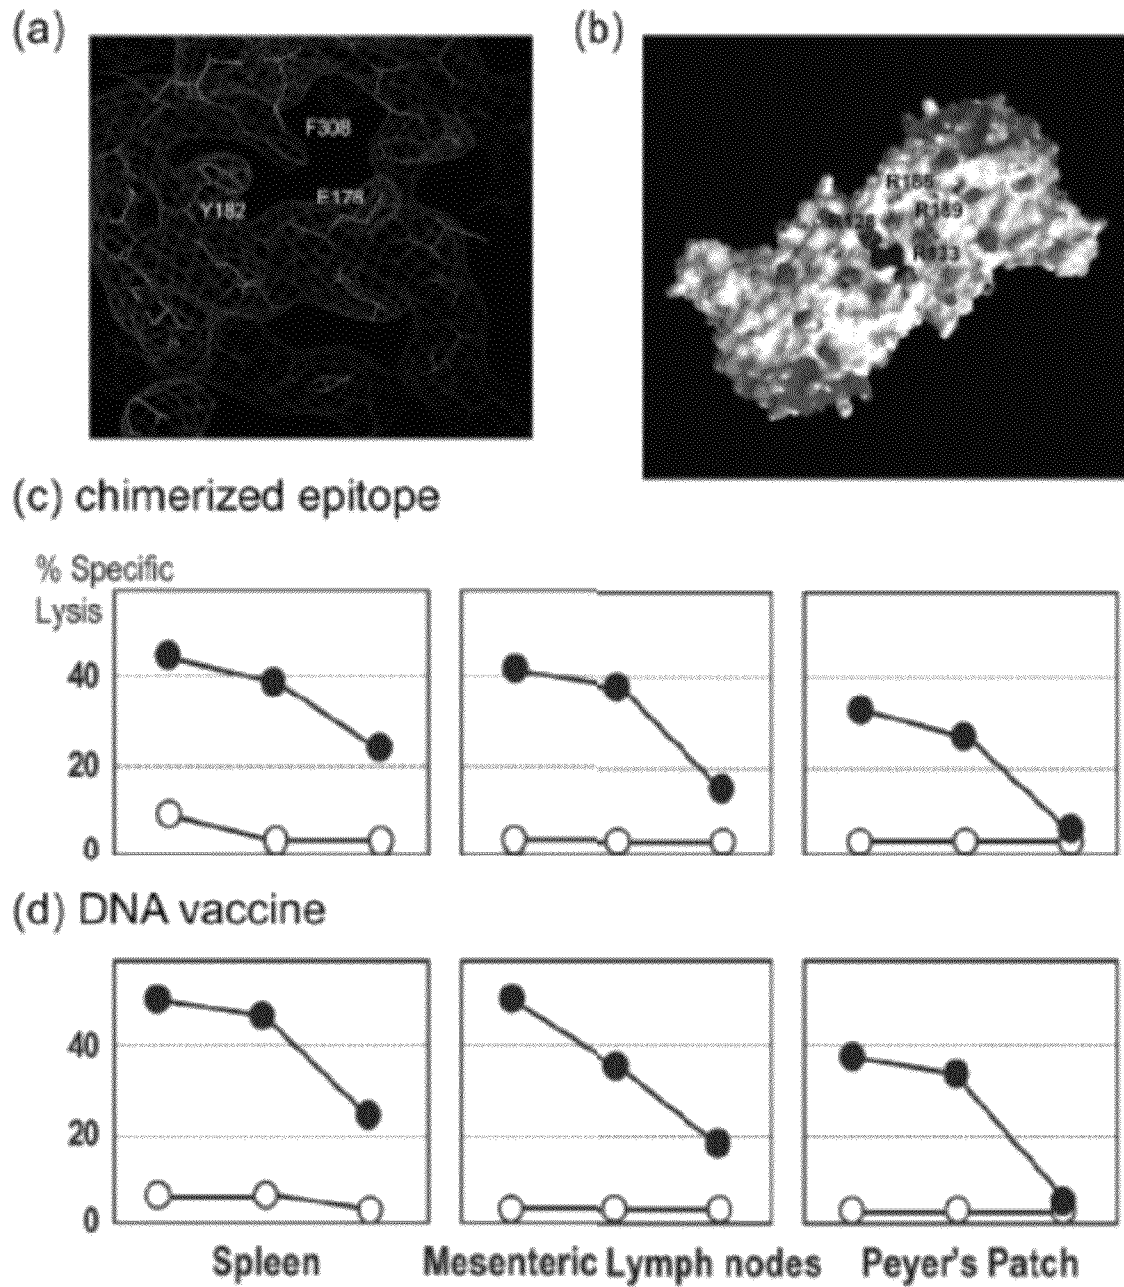 (a)
(b)
F308
Y182
R189
(c) chimerized epitope
% Specific
Lysis
40
20
0
(d) DNA vaccine
40
20
0
Spleen
Mesenteric Lymph nodes
Peyer's Patch